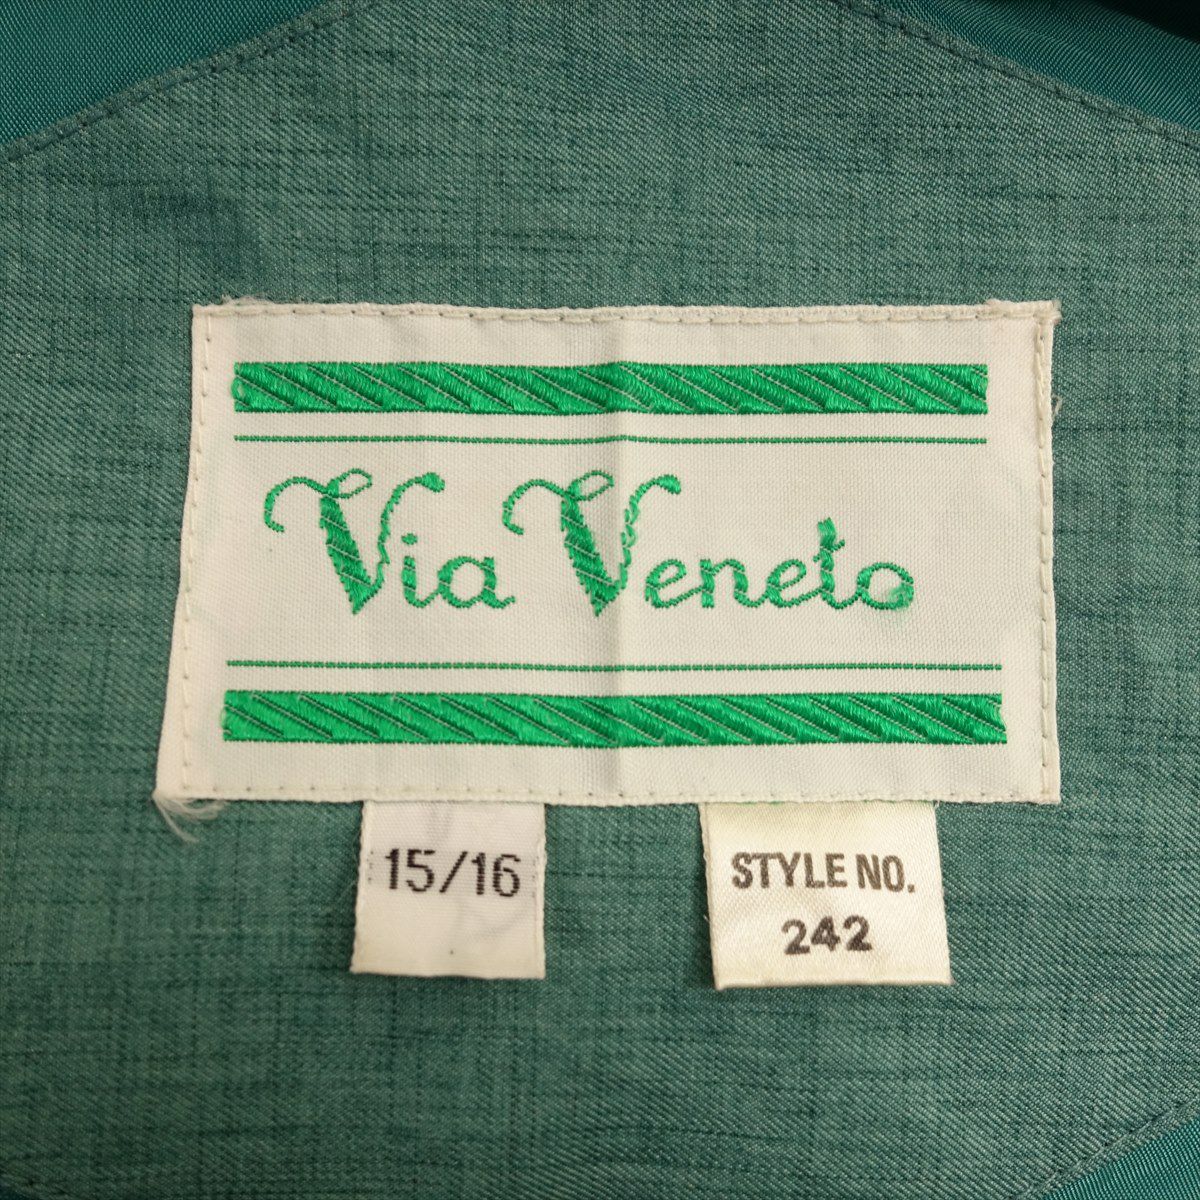 Via Veneto
15/16
STYLE NO.
242